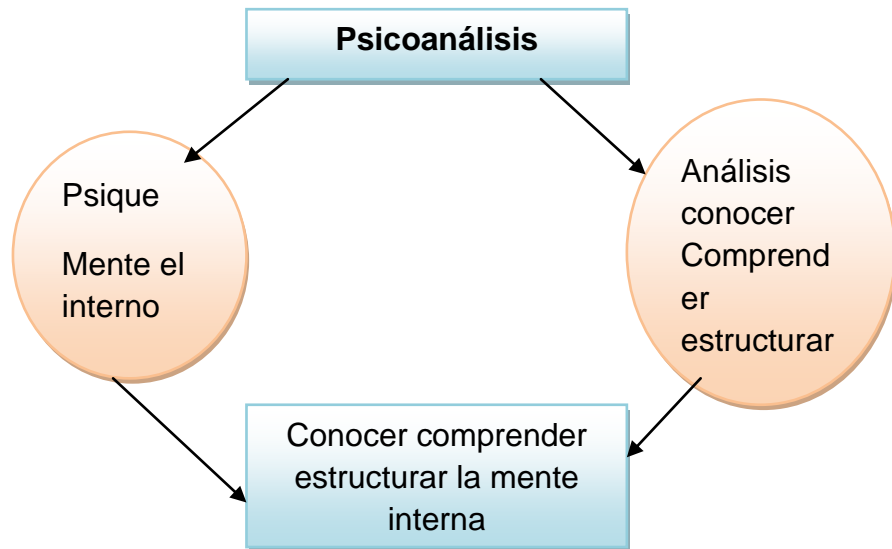 Psicoanálisis
Psique
Mente el
interno
Análisis
conocer
Comprend
er
estructurar
Conocer comprender
estructurar la mente
interna